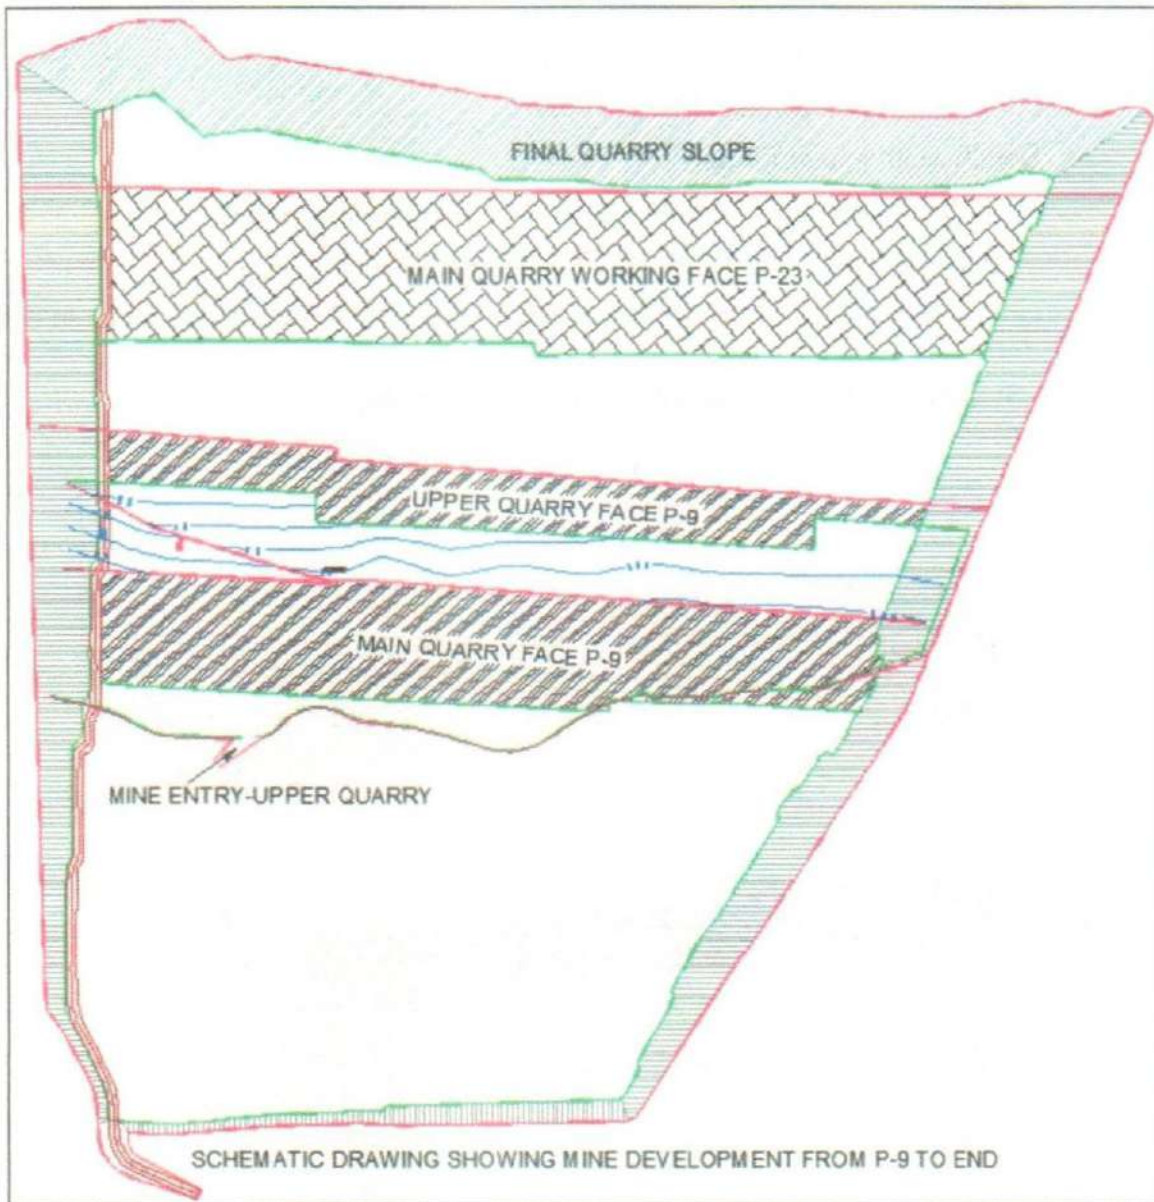 FINAL QUARRY SLOPE
MAIN QUARRY WORKING FACE P-23
UPPER QUARRY FACE P-9
MAIN QUARRY FACE P-9
MINE ENTRY-UPPER QUARRY
SCHEMATIC DRAWING SHOWING MINE DEVELOPMENT FROM P-9 TO END